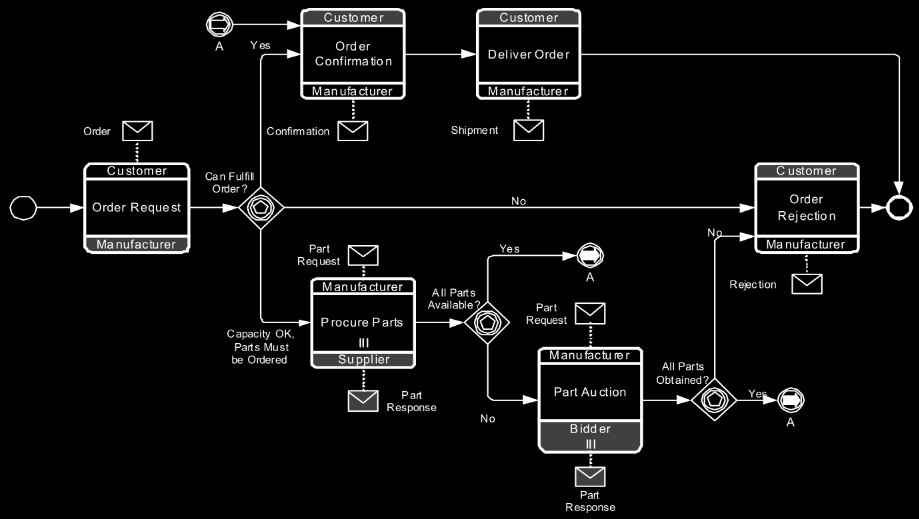 Customer
A
Yes
Order
Confirmation
Manufacturer
Confirmation
Customer
Deliver Order
Manufacturer
Shipment
Order
Customer
Order Request
Manufacturer
Can Fulfill
Order?
No
Customer
Order
Rejection
Manufacturer
Rejection
Capacity OK,
Parts Must
be Ordered
Part
Request
Manufacturer
Procure Parts
Supplier
Part
Response
All Parts
Available?
Yes
A
No
Part
Request
Manufacturer
Part Auction
Bidder
Part
Response
All Parts
Obtained?
No
Yes
A